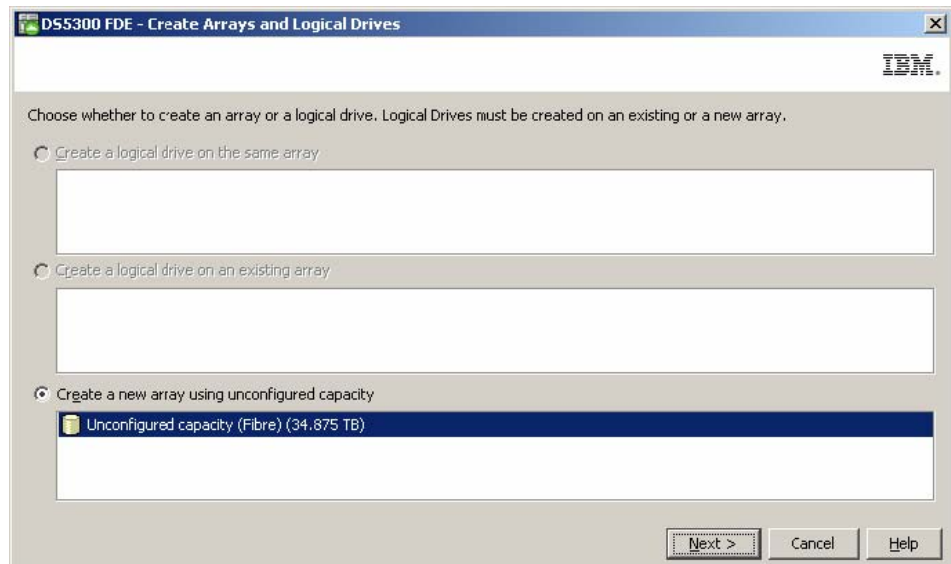 DS5300 FDE - Create Arrays and Logical Drives
IBM.
Choose whether to create an array or a logical drive. Logical Drives must be created on an existing or a new array.
Create a logical drive on the same array
Create a logical drive on an existing array
Create a new array using unconfigured capacity
Unconfigured capacity (Fibre) (34.875 TB)
Next > Cancel Help